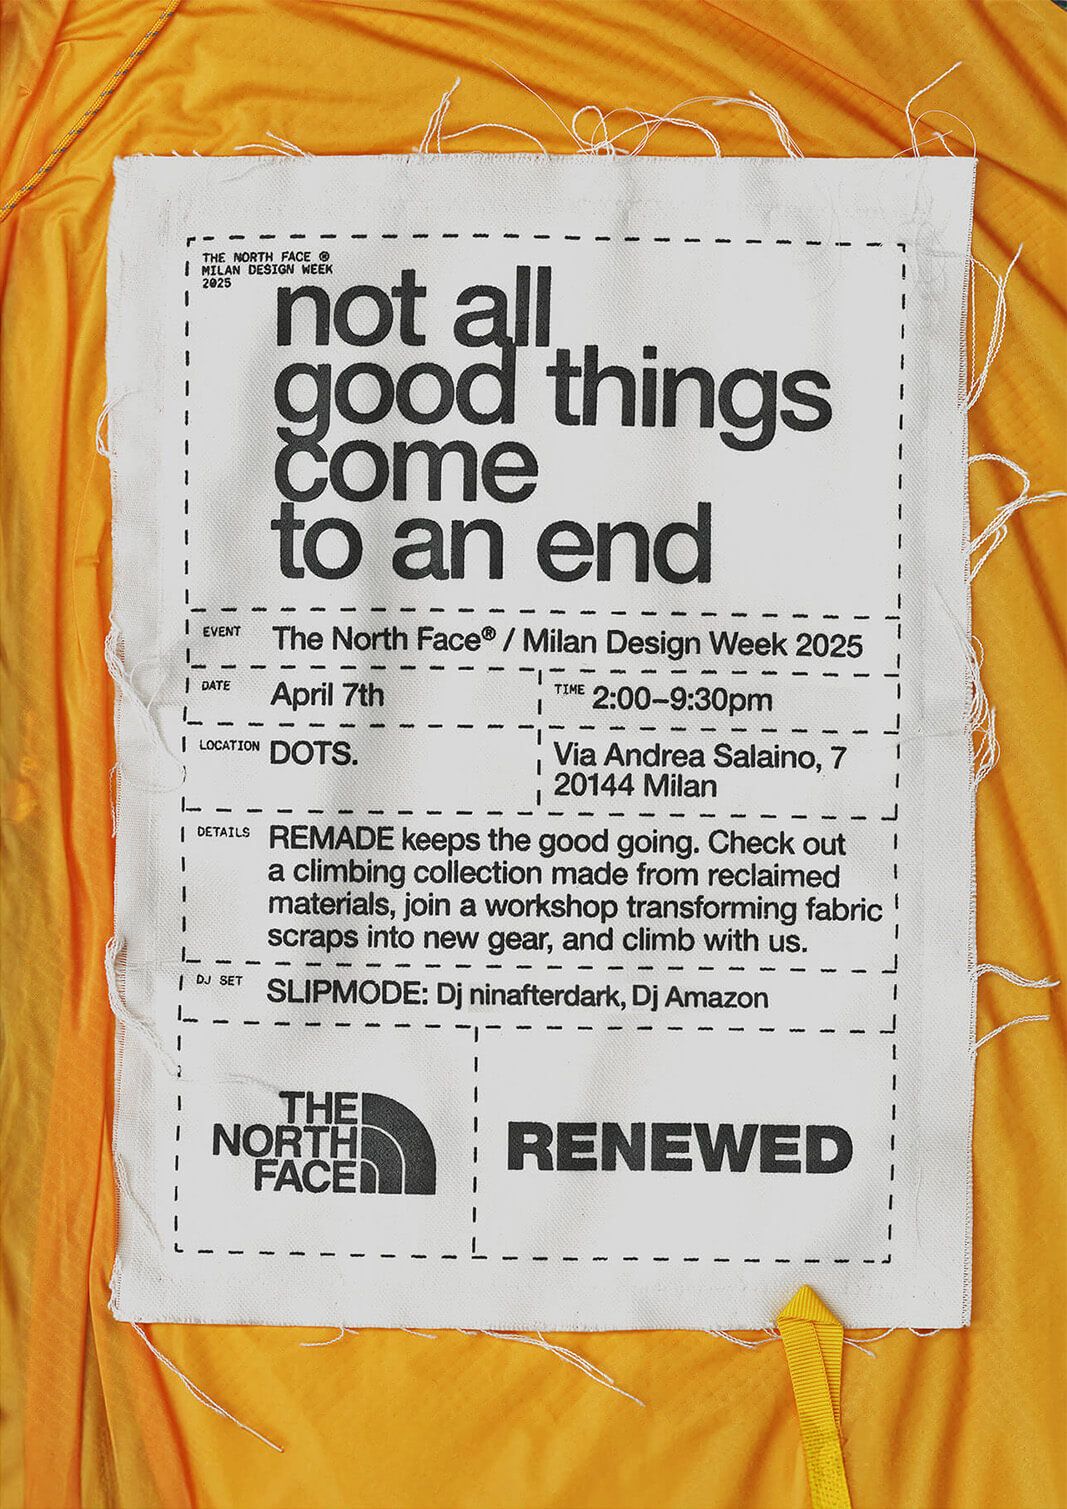 THE NORTH FACE ®
MILAN DESIGN WEEK
2025
not all
good things
come
to an end
EVENT The North Face® / Milan Design Week 2025
DATE April 7th TIME 2:00–9:30pm
LOCATION DOTS. Via Andrea Salaino, 7
20144 Milan
DETAILS REMADE keeps the good going. Check out
a climbing collection made from reclaimed
materials, join a workshop transforming fabric
scraps into new gear, and climb with us.
DJ SET SLIPMODE: Dj ninafterdark, Dj Amazon
THE
NORTH
FACE
RENEWED